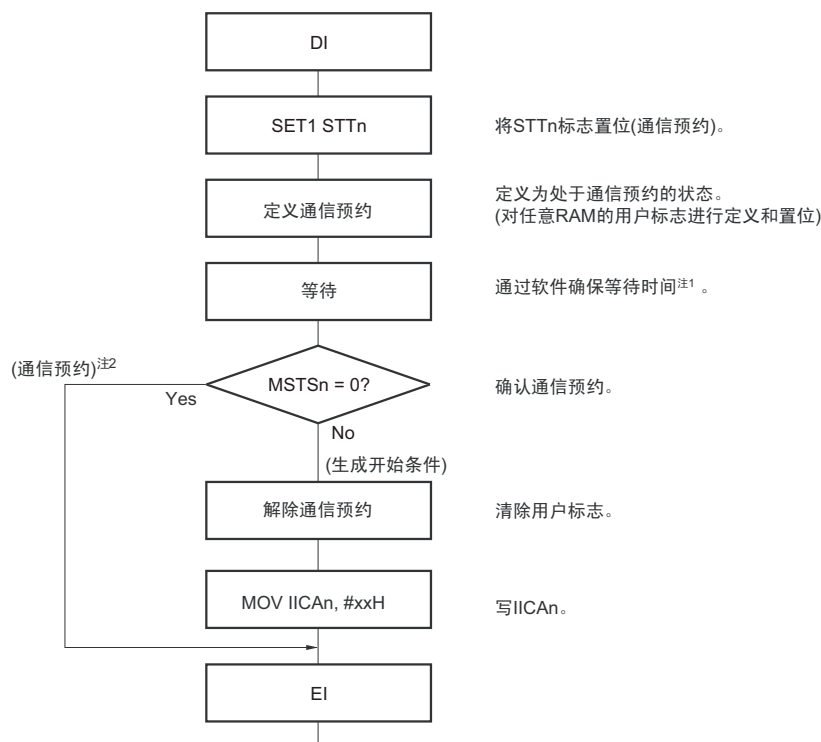 DI
SET1 STTn
将STTn标志置位(通信预约)。
定义通信预约
定义为处于通信预约的状态。
(对任意RAM的用户标志进行定义和置位)
等待
通过软件确保等待时间注1 。
(通信预约)注2
MSTSn = 0?
确认通信预约。
Yes
No
(生成开始条件)
解除通信预约
清除用户标志。
MOV IICAn, #xxH
写IICAn。
EI